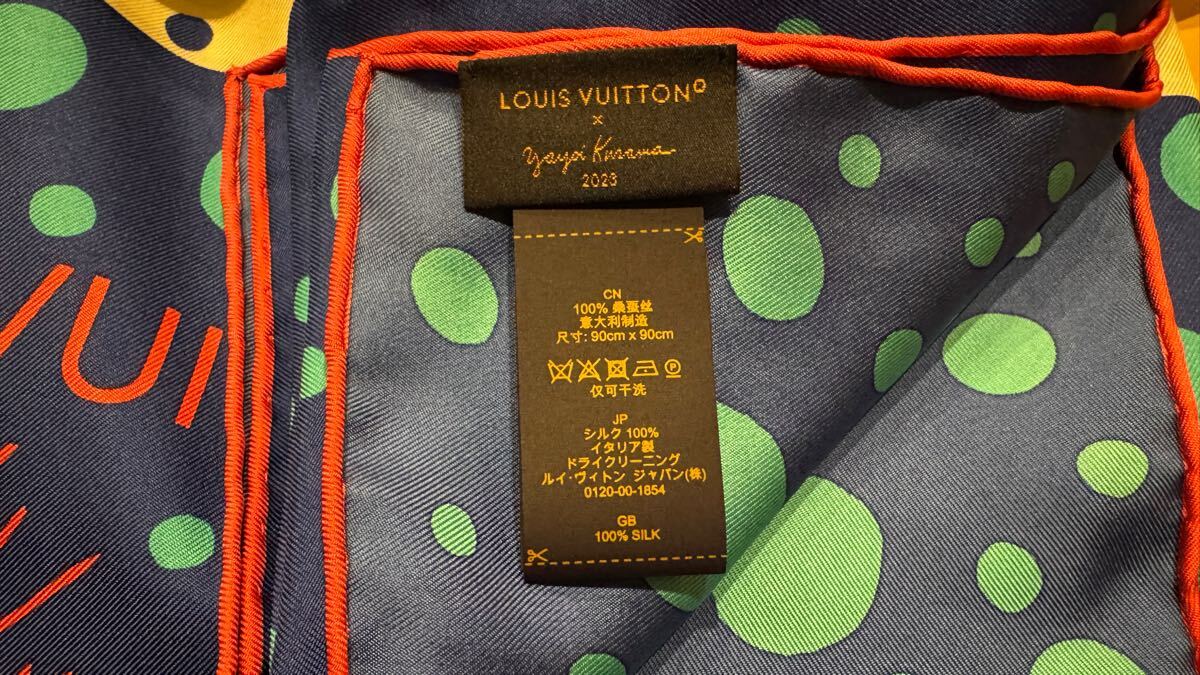 LOUIS VUITTON
x
Yayoi Kusama
2023
CN
100% 桑蚕丝
意大利制造
尺寸: 90cm x 90cm
P
仅可干洗
JP
シルク 100%
イタリア製
ドライクリーニング
ルイ･ヴィトン ジャパン(株)
0120-00-1854
GB
100% SILK
VUI